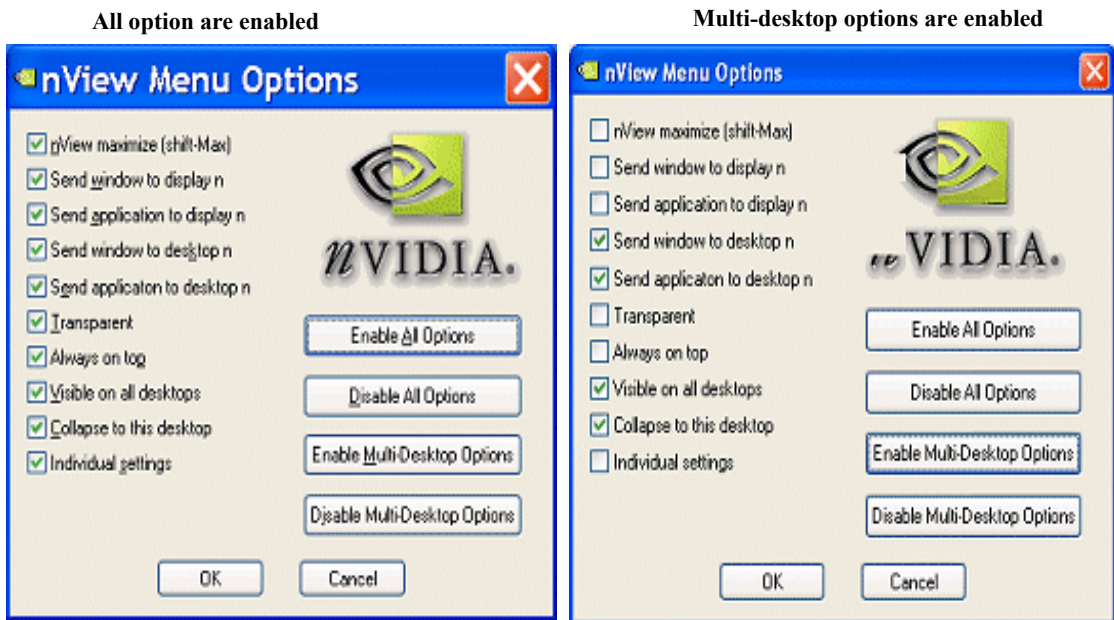 All option are enabled
nView Menu Options
nView maximize (shift-Max)
Send window to display n
Send application to display n
Send window to desktop n
Send applicaton to desktop n
Transparent
Always on top
Visible on all desktops
Collapse to this desktop
Individual settings
nVIDIA.
Enable All Options
Disable All Options
Enable Multi-Desktop Options
Disable Multi-Desktop Options
OK
Cancel
Multi-desktop options are enabled
nView Menu Options
nView maximize (shift-Max)
Send window to display n
Send application to display n
Send window to desktop n
Send applicaton to desktop n
Transparent
Always on top
Visible on all desktops
Collapse to this desktop
Individual settings
nVIDIA.
Enable All Options
Disable All Options
Enable Multi-Desktop Options
Disable Multi-Desktop Options
OK
Cancel